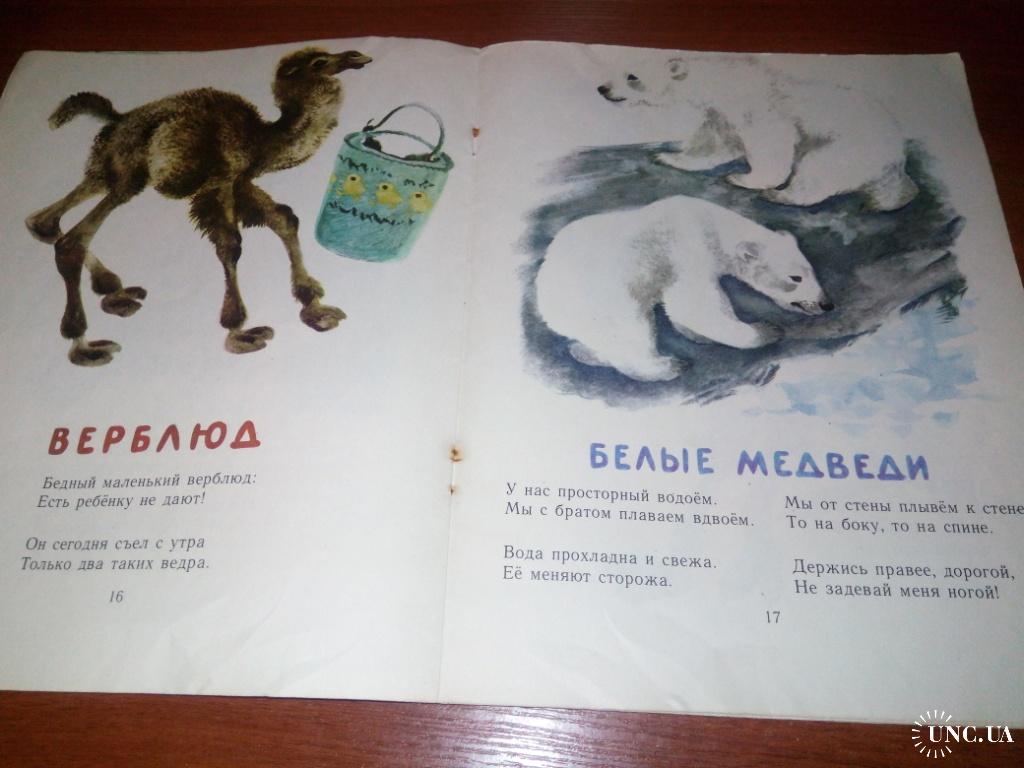 ВЕРБЛЮД
Бедный маленький верблюд:
Есть ребёнку не дают!
Он сегодня съел с утра
Только два таких ведра.
16
БЕЛЫЕ МЕДВЕДИ
У нас просторный водоём.
Мы с братом плаваем вдвоём.
Вода прохладна и свежа.
Её меняют сторожа.
Мы от стены плывём к стене
То на боку, то на спине.
Держись правее, дорогой,
Не задевай меня ногой!
17
UNC.UA